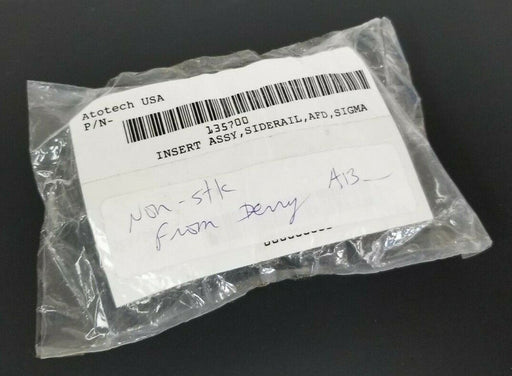 Atotech USA
P/N-
135700
INSERT ASSY,SIDERAIL,AFD,SIGMA
Non-stk
From Derry